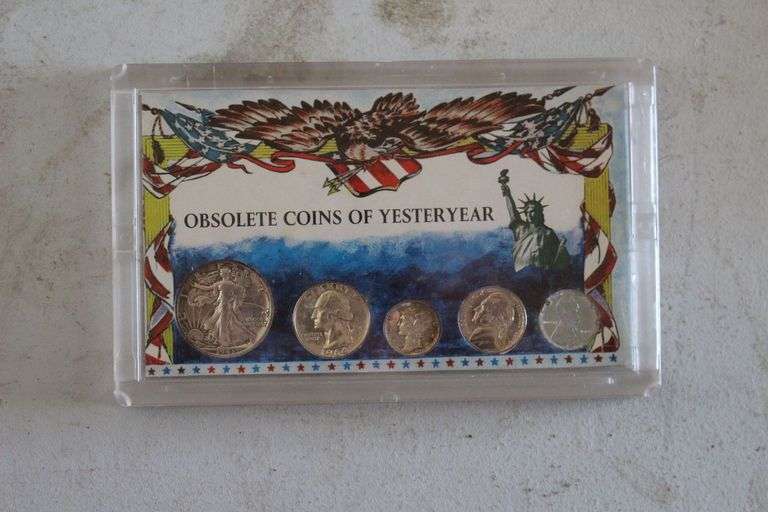 OBSOLETE COINS OF YESTERYEAR